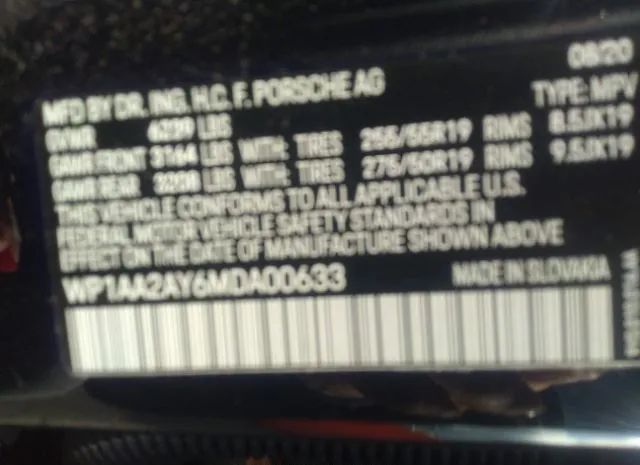 08/20
MFD BY DR. ING. H.C. F. PORSCHE AG
TYPE: MPV
GVWR 6239 LBS
GAWR FRONT 3164 LBS WITH: TIRES 255/55R19 RIMS 8.5JX19
GAWR REAR LBS WITH: TIRES 275/50R19 RIMS 9.5JX19
THIS VEHICLE CONFORMS TO ALL APPLICABLE U.S.
FEDERAL MOTOR VEHICLE SAFETY STANDARDS IN
EFFECT ON THE DATE OF MANUFACTURE SHOWN ABOVE
WP1AA2AY6MDA00633 MADE IN SLOVAKIA